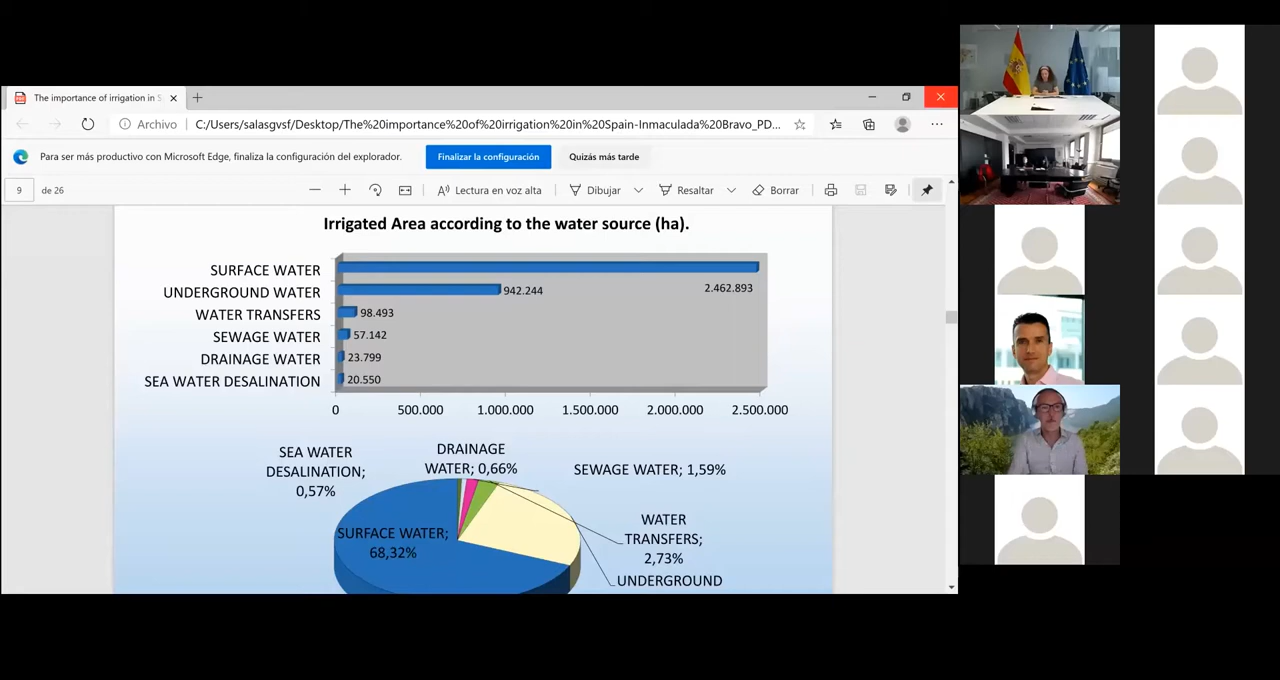 The importance of irrigation in S
Archivo
C:/Users/salasgvsf/Desktop/The%20importance%20of%20irrigation%20in%20Spain-Inmaculada%20Bravo_PD...
Para ser más productivo con Microsoft Edge, finaliza la configuración del explorador.
Finalizar la configuración
Quizás más tarde
9 de 26
Lectura en voz alta
Dibujar
Resaltar
Borrar
Irrigated Area according to the water source (ha).
SURFACE WATER
2.462.893
UNDERGROUND WATER
942.244
WATER TRANSFERS
98.493
SEWAGE WATER
57.142
DRAINAGE WATER
23.799
SEA WATER DESALINATION
20.550
0 500.000 1.000.000 1.500.000 2.000.000 2.500.000
SEA WATER
DESALINATION;
0,57%
DRAINAGE
WATER; 0,66%
SEWAGE WATER; 1,59%
SURFACE WATER;
68,32%
WATER
TRANSFERS;
2,73%
UNDERGROUND